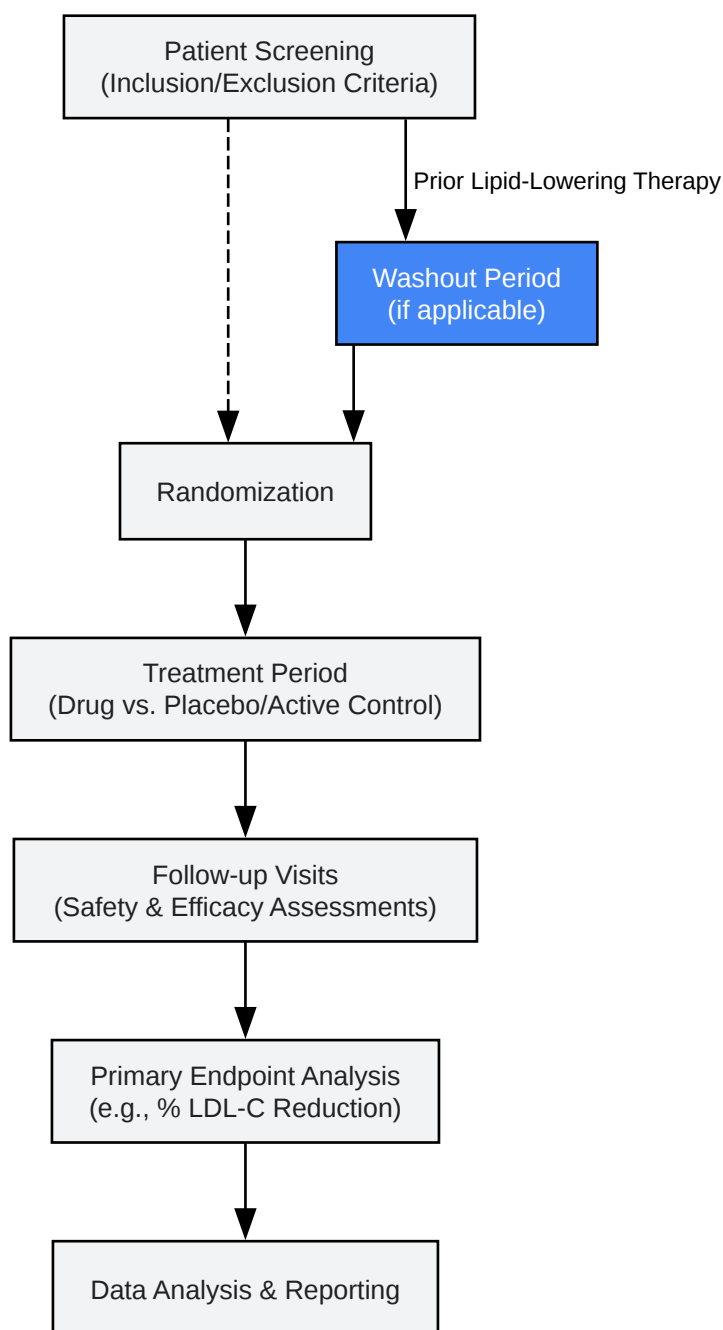 Patient Screening
(Inclusion/Exclusion Criteria)
Prior Lipid-Lowering Therapy
Washout Period
(if applicable)
Randomization
Treatment Period
(Drug vs. Placebo/Active Control)
Follow-up Visits
(Safety & Efficacy Assessments)
Primary Endpoint Analysis
(e.g., % LDL-C Reduction)
Data Analysis & Reporting